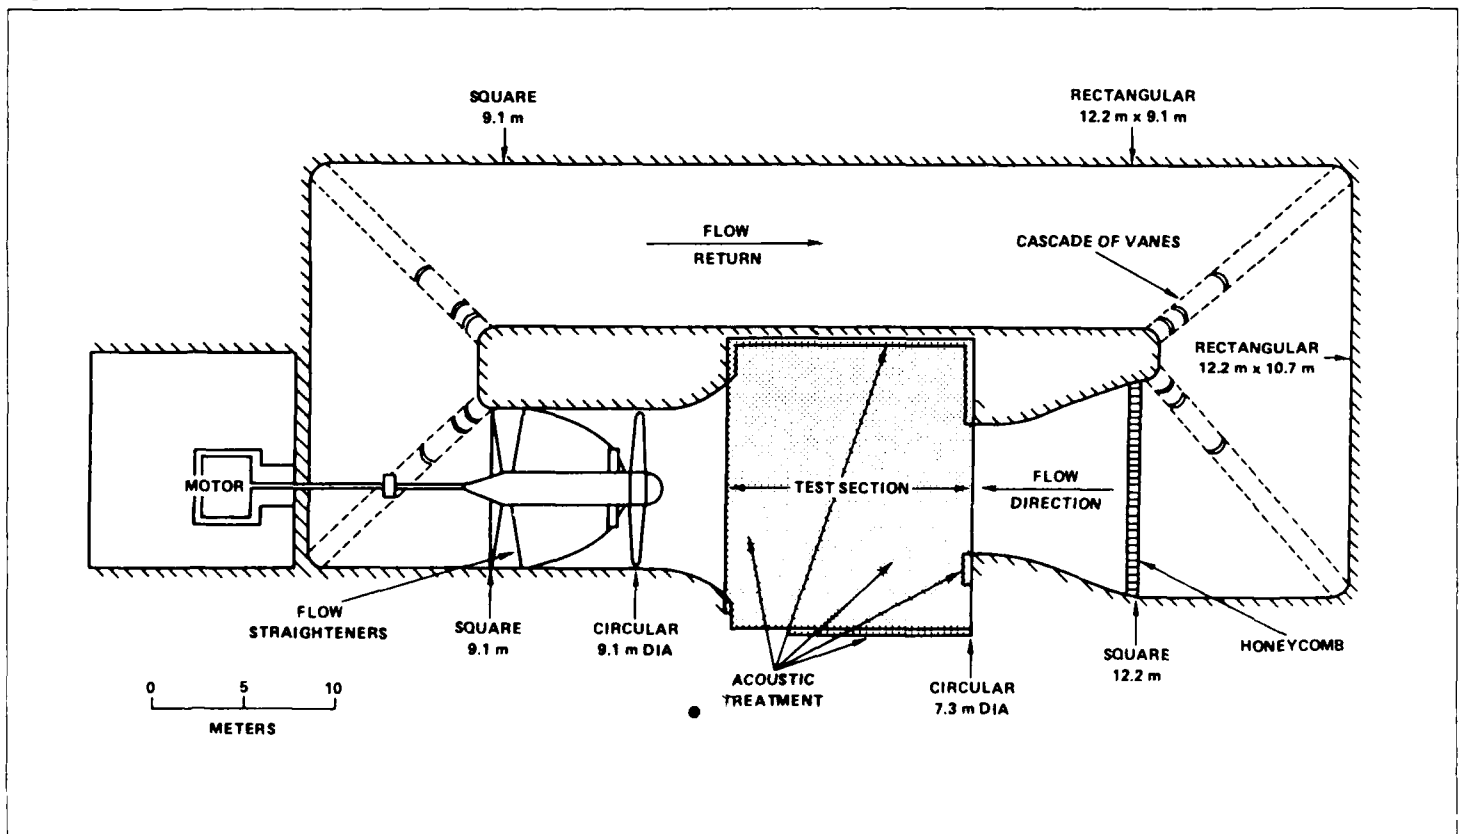 SQUARE
9.1 m
RECTANGULAR
12.2 m x 9.1 m
FLOW
RETURN
CASCADE OF VANES
RECTANGULAR
12.2 m x 10.7 m
MOTOR
TEST SECTION
FLOW
DIRECTION
FLOW
STRAIGHTENERS
SQUARE
9.1 m
CIRCULAR
9.1 m DIA
ACOUSTIC
TREATMENT
CIRCULAR
7.3 m DIA
SQUARE
12.2 m
HONEYCOMB
0 5 10
METERS